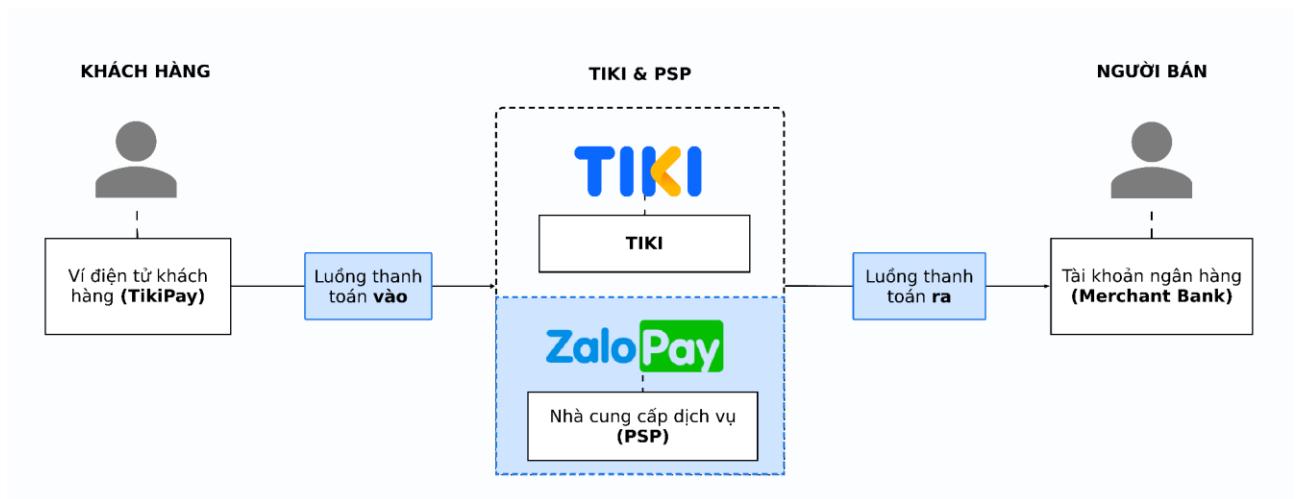 KHÁCH HÀNG
TIKI & PSP
NGƯỜI BÁN
TIKI
TIKI
Ví điện tử khách
hàng (TikiPay)
Luồng thanh
toán vào
Luồng thanh
toán ra
Tài khoản ngân hàng
(Merchant Bank)
ZaloPay
Nhà cung cấp dịch vụ
(PSP)